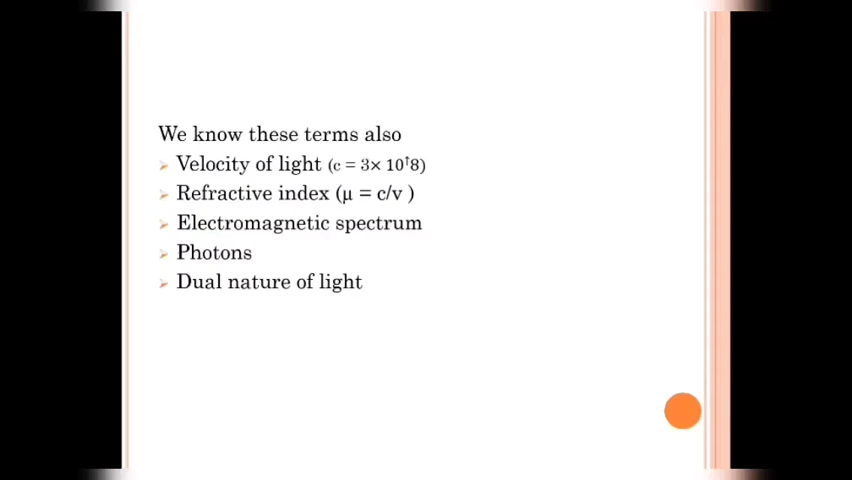 We know these terms also
Velocity of light (c = 3× 10↑8)
Refractive index (μ = c/v )
Electromagnetic spectrum
Photons
Dual nature of light